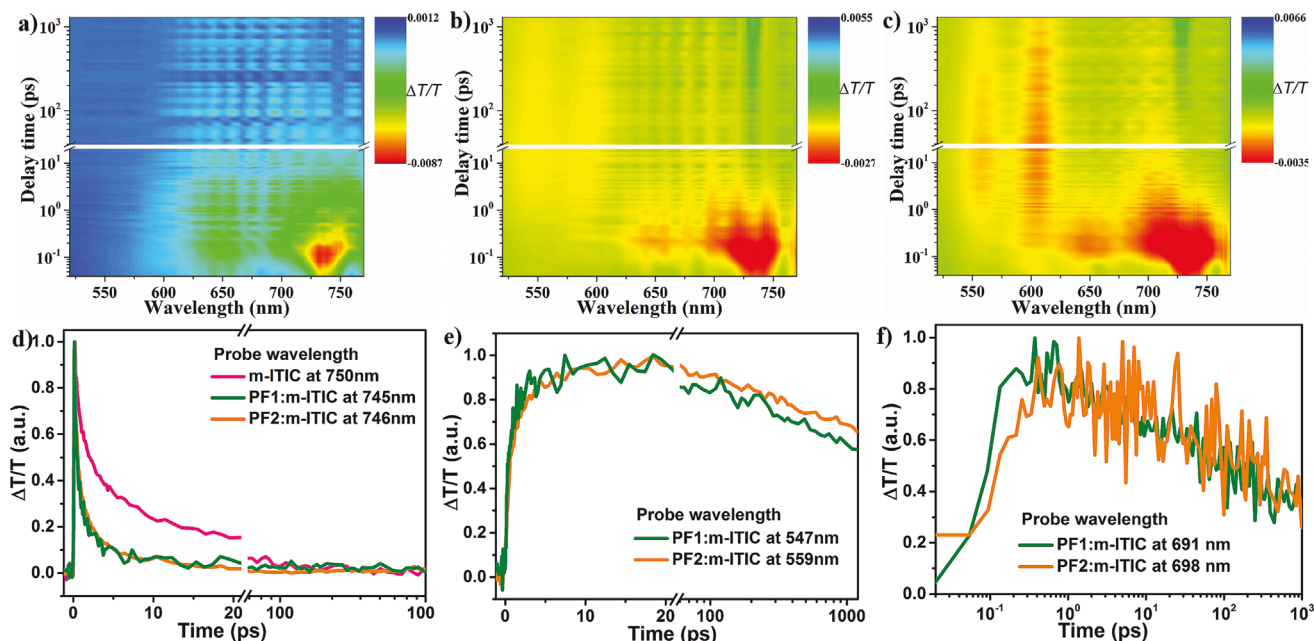 a)
0.0012
ΔT/T
-0.0087
Delay time (ps)
10²
10¹
10⁰
10⁻¹
550 600 650 700 750
Wavelength (nm)
b)
0.0055
ΔT/T
-0.0027
Delay time (ps)
10²
10¹
10⁰
10⁻¹
550 600 650 700 750
Wavelength (nm)
c)
0.0066
ΔT/T
-0.0035
Delay time (ps)
10²
10¹
10⁰
10⁻¹
550 600 650 700 750
Wavelength (nm)
d)
Probe wavelength
m-ITIC at 750nm
PF1:m-ITIC at 745nm
PF2:m-ITIC at 746nm
ΔT/T (a.u.)
1.0
0.8
0.6
0.4
0.2
0.0
0 10 20 100 100
Time (ps)
e)
Probe wavelength
PF1:m-ITIC at 547nm
PF2:m-ITIC at 559nm
ΔT/T (a.u.)
1.0
0.8
0.6
0.4
0.2
0.0
0 10 20 100 1000
Time (ps)
f)
Probe wavelength
PF1:m-ITIC at 691 nm
PF2:m-ITIC at 698 nm
ΔT/T (a.u.)
1.0
0.8
0.6
0.4
0.2
0.0
10⁻¹ 10⁰ 10¹ 10² 10³
Time (ps)